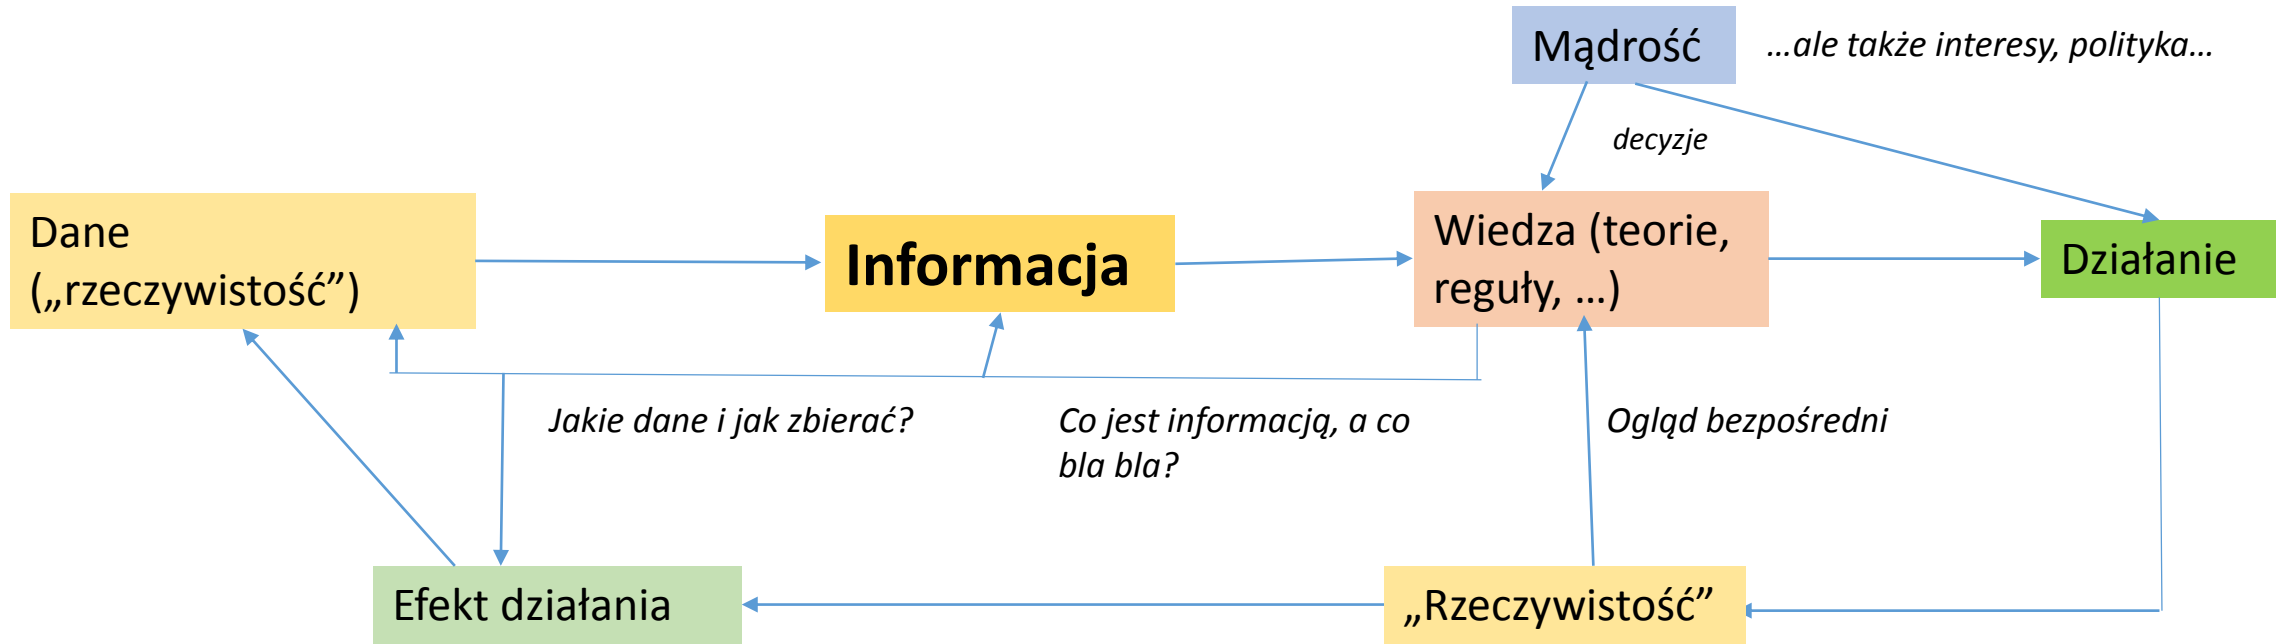 Mądrość
…ale także interesy, polityka…
decyzje
Dane
(„rzeczywistość”)
Informacja
Wiedza (teorie,
reguły, …)
Działanie
Jakie dane i jak zbierać?
Co jest informacją, a co
bla bla?
Ogląd bezpośredni
Efekt działania
„Rzeczywistość”